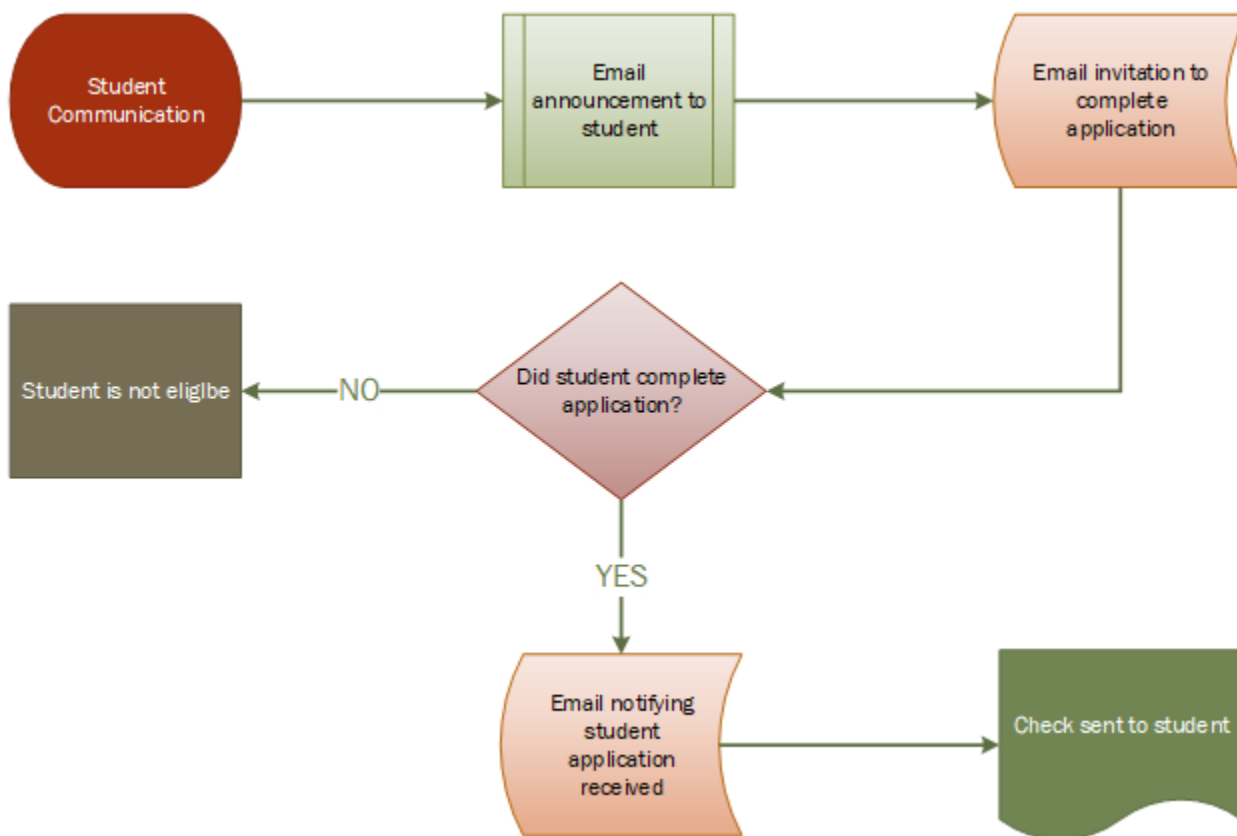 Student
Communication
Email
announcement to
student
Email invitation to
complete
application
Student is not eliglbe
NO
Did student complete
application?
YES
Email notifying
student
application
received
Check sent to student